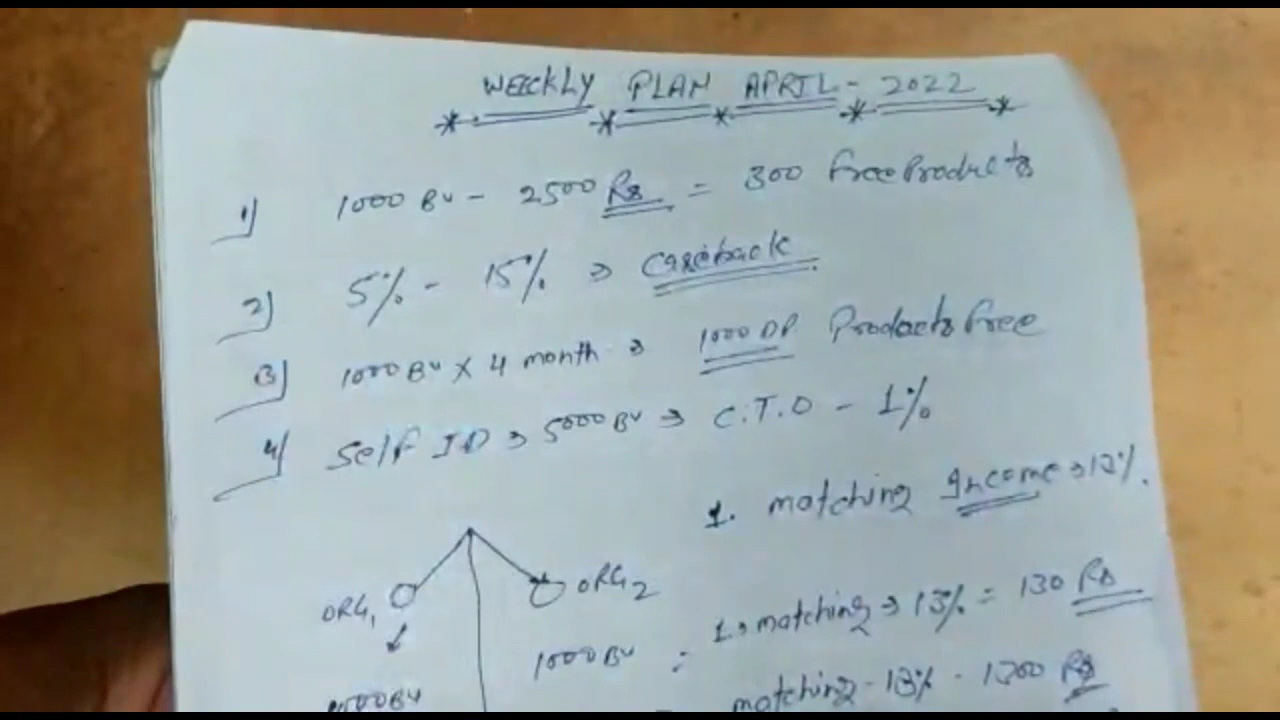 WEECKLY PLAN APRIL - 2022
1) 1000 BV - 2500 Rs = 300 free Products
2) 5% - 15% → Caseback
3) 1000 BV X 4 month → 1000 DP Products free
4) Self ID → 5000 BV → C.T.O - 1%
1. matching Income → 13%.
ORG1 ORG2
1 → matching → 13% = 130 Rs
1000 BV =
matching - 13% - 1300 Rs